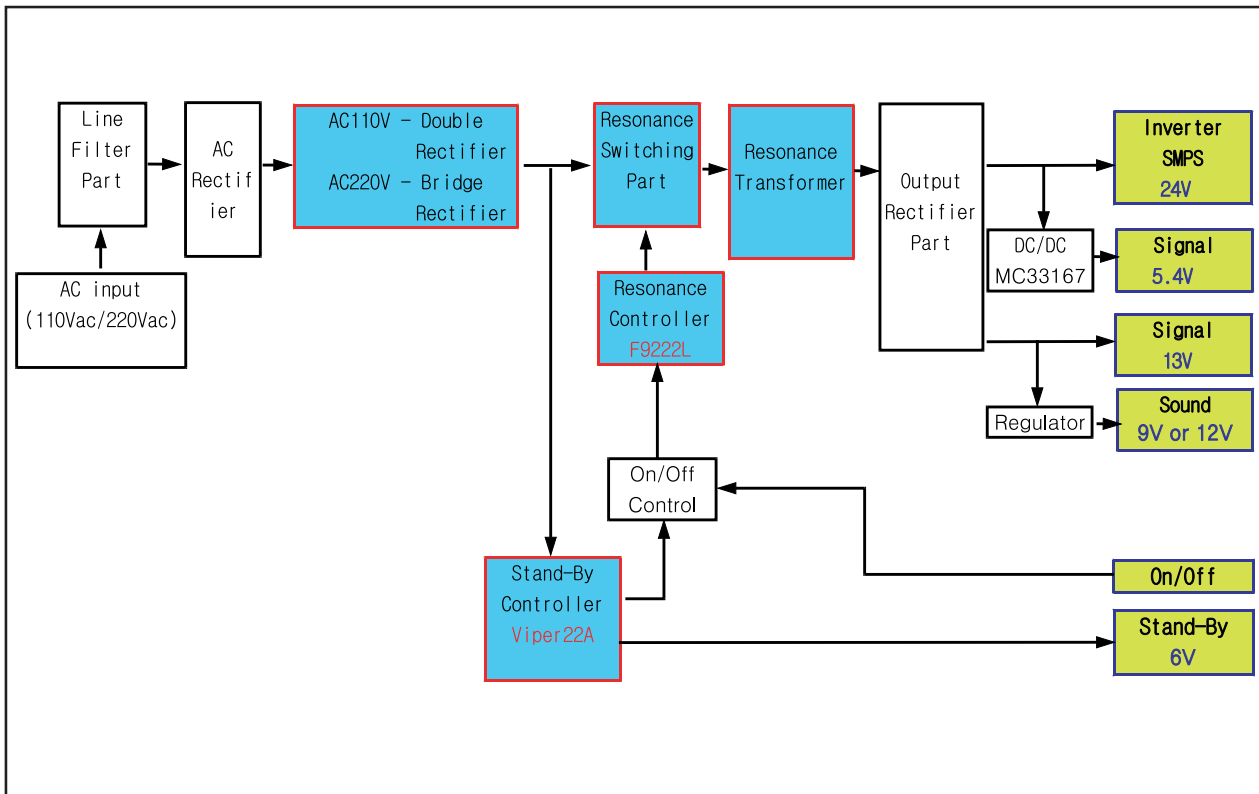 Line
Filter
Part
AC
Rectif
ier
AC110V - Double
Rectifier
AC220V - Bridge
Rectifier
Resonance
Switching
Part
Resonance
Transformer
Output
Rectifier
Part
Inverter
SMPS
24V
DC/DC
MC33167
Signal
5.4V
AC input
(110Vac/220Vac)
Resonance
Controller
F9222L
Signal
13V
Regulator
Sound
9V or 12V
On/Off
Control
Stand-By
Controller
Viper22A
On/Off
Stand-By
6V